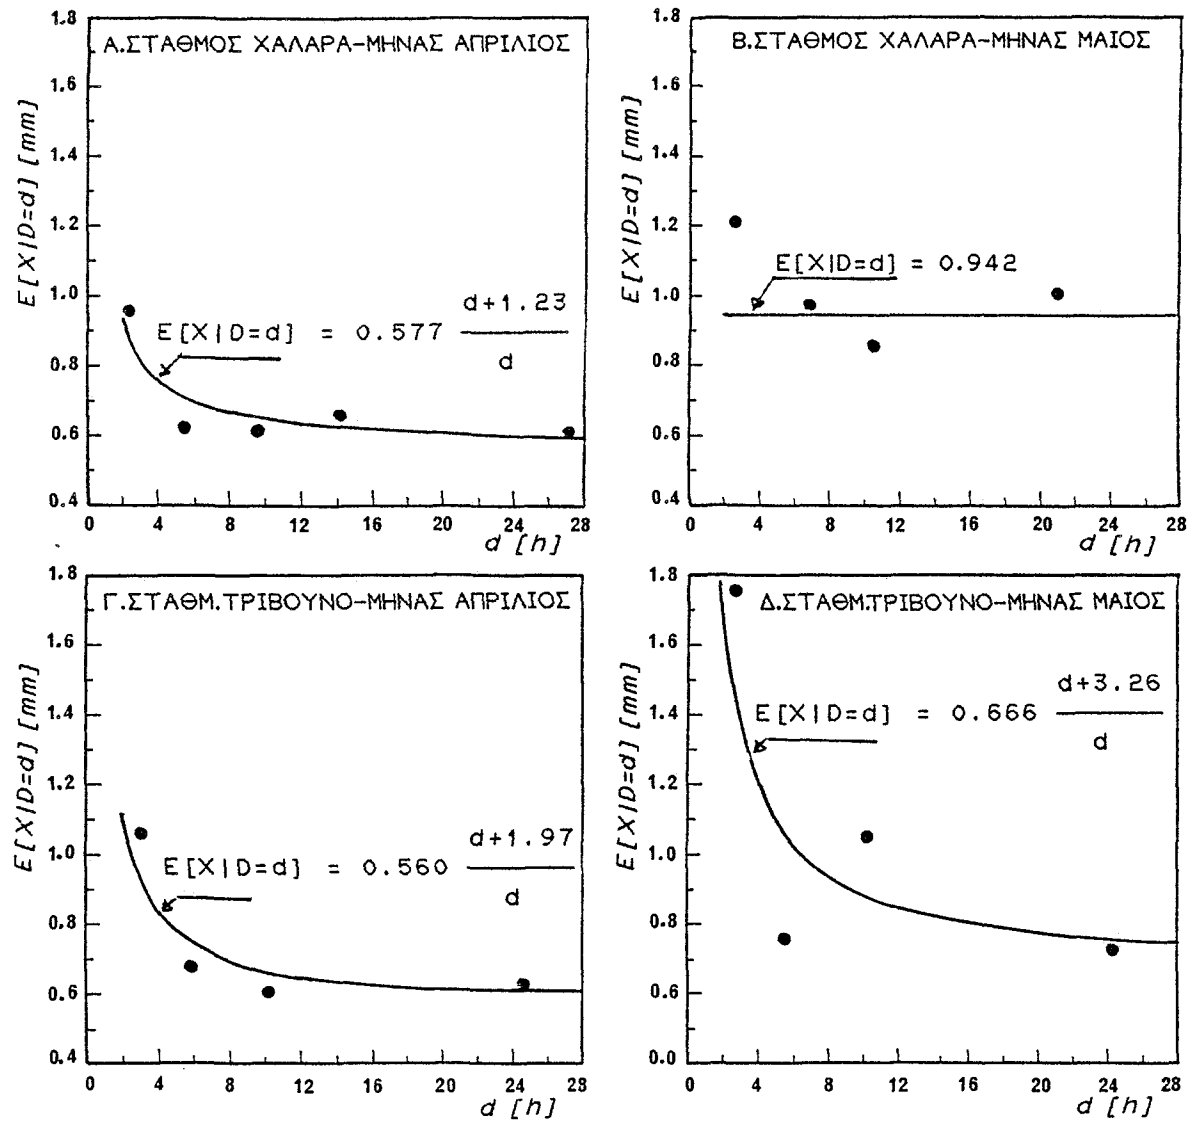 Α.ΣΤΑΘΜΟΣ ΧΑΛΑΡΑ-ΜΗΝΑΣ ΑΠΡΙΛΙΟΣ
E[X|D=d] [mm]
1.8
1.6
1.4
1.2
1.0
0.8
0.6
0.4
E[X|D=d] = 0.577 d+1.23
d
0 4 8 12 16 20 24 28
d [h]
Β.ΣΤΑΘΜΟΣ ΧΑΛΑΡΑ-ΜΗΝΑΣ ΜΑΙΟΣ
E[X|D=d] [mm]
1.8
1.6
1.4
1.2
1.0
0.8
0.6
0.4
E[X|D=d] = 0.942
0 4 8 12 16 20 24 28
d [h]
Γ.ΣΤΑΘΜ.ΤΡΙΒΟΥΝΟ-ΜΗΝΑΣ ΑΠΡΙΛΙΟΣ
E[X|D=d] [mm]
1.8
1.6
1.4
1.2
1.0
0.8
0.6
0.4
E[X|D=d] = 0.560 d+1.97
d
0 4 8 12 16 20 24 28
d [h]
Δ.ΣΤΑΘΜ.ΤΡΙΒΟΥΝΟ-ΜΗΝΑΣ ΜΑΙΟΣ
E[X|D=d] [mm]
1.8
1.6
1.4
1.2
1.0
0.8
0.6
0.0
E[X|D=d] = 0.666 d+3.26
d
0 4 8 12 16 20 24 28
d [h]